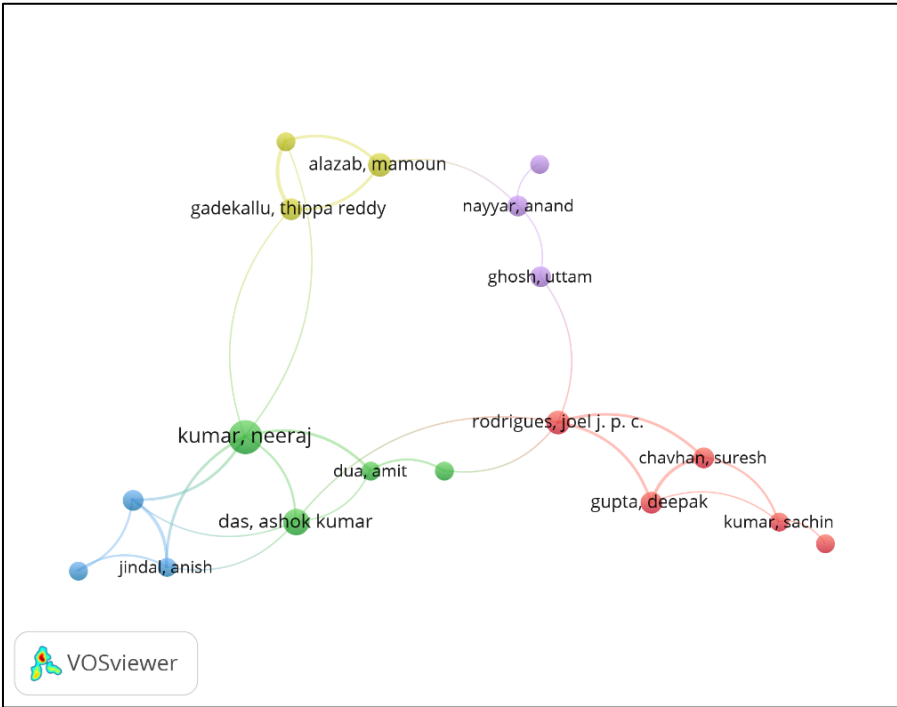 alazab, mamoun
gadekallu, thippa reddy
nayyar, anand
ghosh, uttam
kumar, neeraj
rodrigues, joel j. p. c.
dua, amit
chavhan, suresh
gupta, deepak
das, ashok kumar
kumar, sachin
jindal, anish
VOSviewer